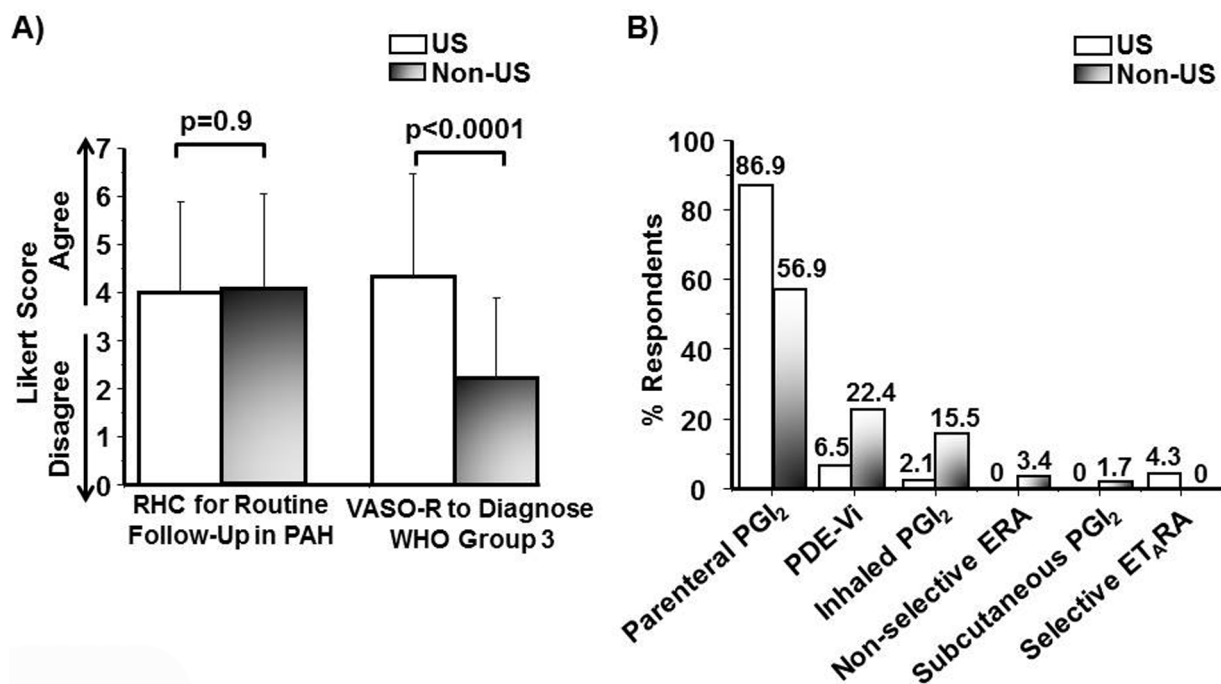 A)
US
Non-US
p=0.9
p<0.0001
7
6
5
4
3
2
1
0
Likert Score
Agree
Disagree
RHC for Routine
Follow-Up in PAH
VASO-R to Diagnose
WHO Group 3
B)
US
Non-US
% Respondents
100
80
60
40
20
0
86.9
56.9
6.5
22.4
2.1
15.5
0
3.4
0
1.7
4.3
0
Parenteral PGI₂
PDE-Vi
Inhaled PGI₂
Non-selective ERA
Subcutaneous PGI₂
Selective ET_ARA